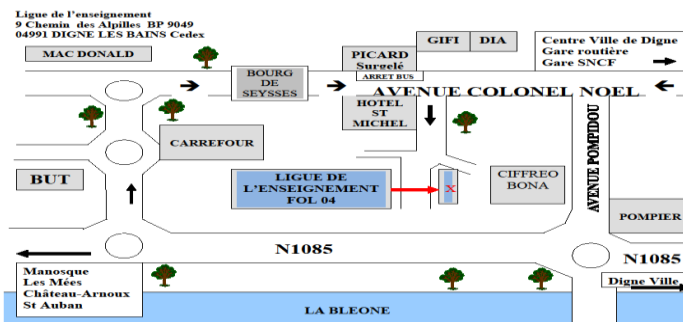 Ligue de l'enseignement
9 Chemin des Alpilles BP 9049
04991 DIGNE LES BAINS Cedex
MAC DONALD
GIFI
DIA
PICARD
Surgelé
ARRET BUS
Centre Ville de Digne
Gare routière
Gare SNCF
BOURG
DE
SEYSSES
AVENUE COLONEL NOEL
HOTEL
ST
MICHEL
CARREFOUR
BUT
LIGUE DE
L'ENSEIGNEMENT
FOL 04
X
CIFFREO
BONA
AVENUE POMPIDOU
POMPIER
N1085
N1085
Manosque
Les Mées
Château-Arnoux
St Auban
Digne Ville
LA BLEONE